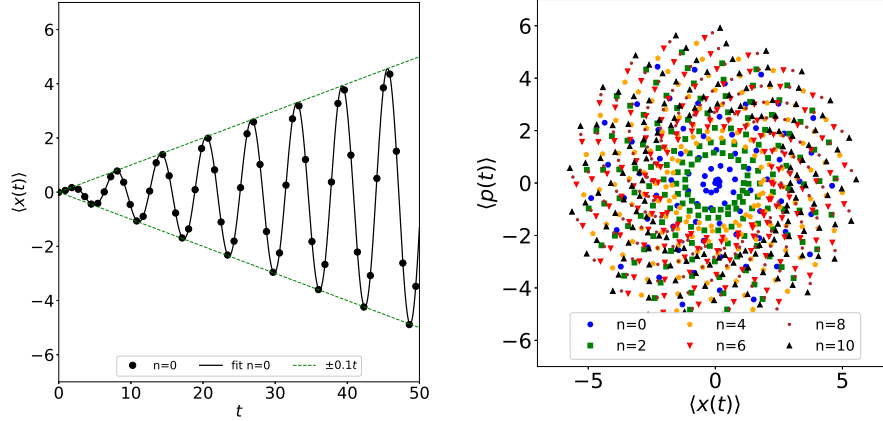 6
4
2
0
−2
−4
−6
⟨x(t)⟩
0 10 20 30 40 50
t
n=0 fit n=0 ±0.1t
6
4
2
0
−2
−4
−6
⟨p(t)⟩
−5 0 5
⟨x(t)⟩
n=0 n=4 n=8
n=2 n=6 n=10